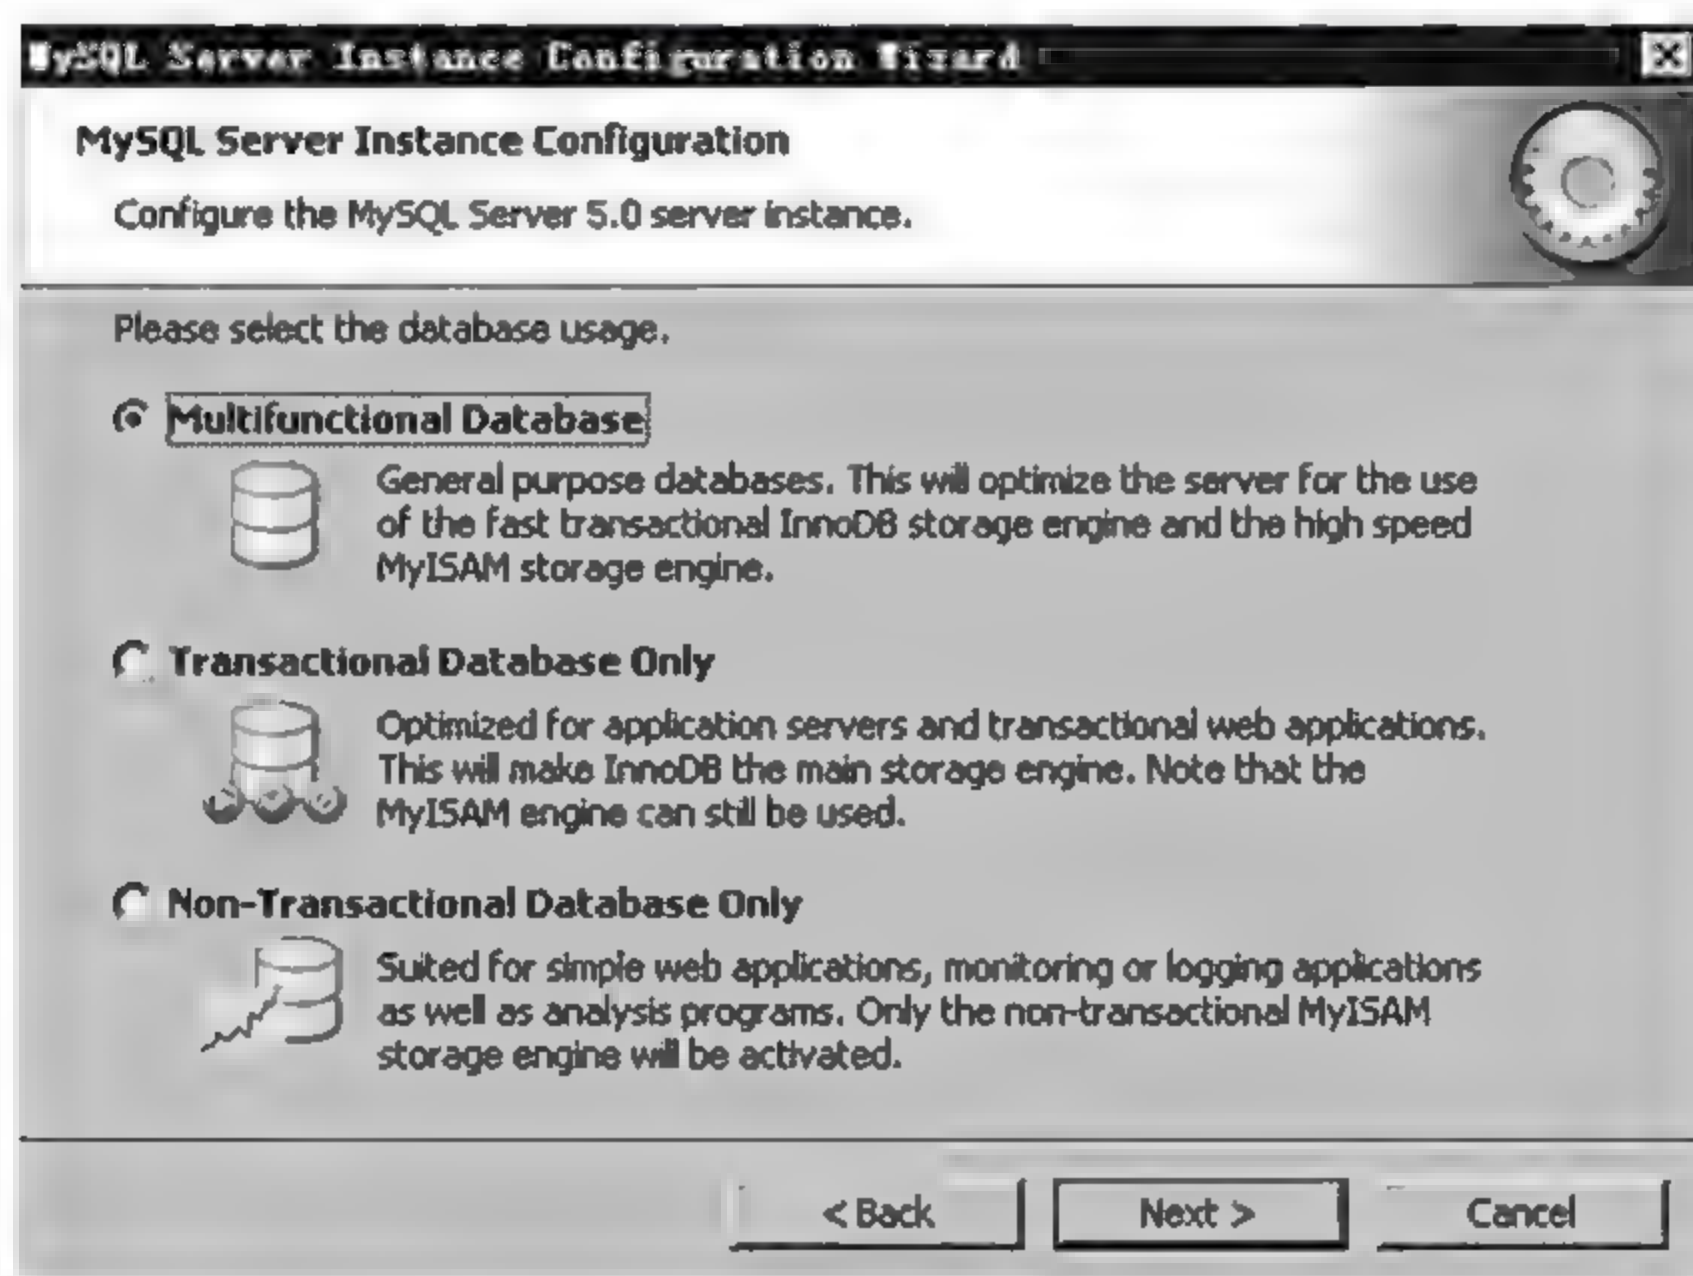 MySQL Server Instance Configuration Wizard
MySQL Server Instance Configuration
Configure the MySQL Server 5.0 server instance.
Please select the database usage.
Multifunctional Database
General purpose databases. This will optimize the server for the use
of the fast transactional InnoDB storage engine and the high speed
MyISAM storage engine.
Transactional Database Only
Optimized for application servers and transactional web applications.
This will make InnoDB the main storage engine. Note that the
MyISAM engine can still be used.
Non-Transactional Database Only
Suited for simple web applications, monitoring or logging applications
as well as analysis programs. Only the non-transactional MyISAM
storage engine will be activated.
< Back Next > Cancel